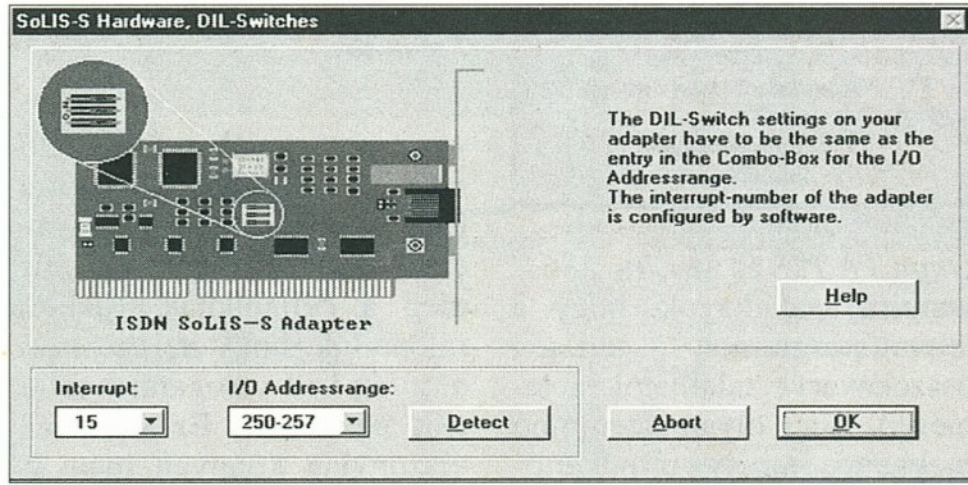 SoLIS-S Hardware, DIL-Switches
The DIL-Switch settings on your
adapter have to be the same as the
entry in the Combo-Box for the I/O
Addressrange.
The interrupt-number of the adapter
is configured by software.
Help
ISDN SoLIS-S Adapter
Interrupt:
I/O Addressrange:
15
250-257
Detect
Abort
OK